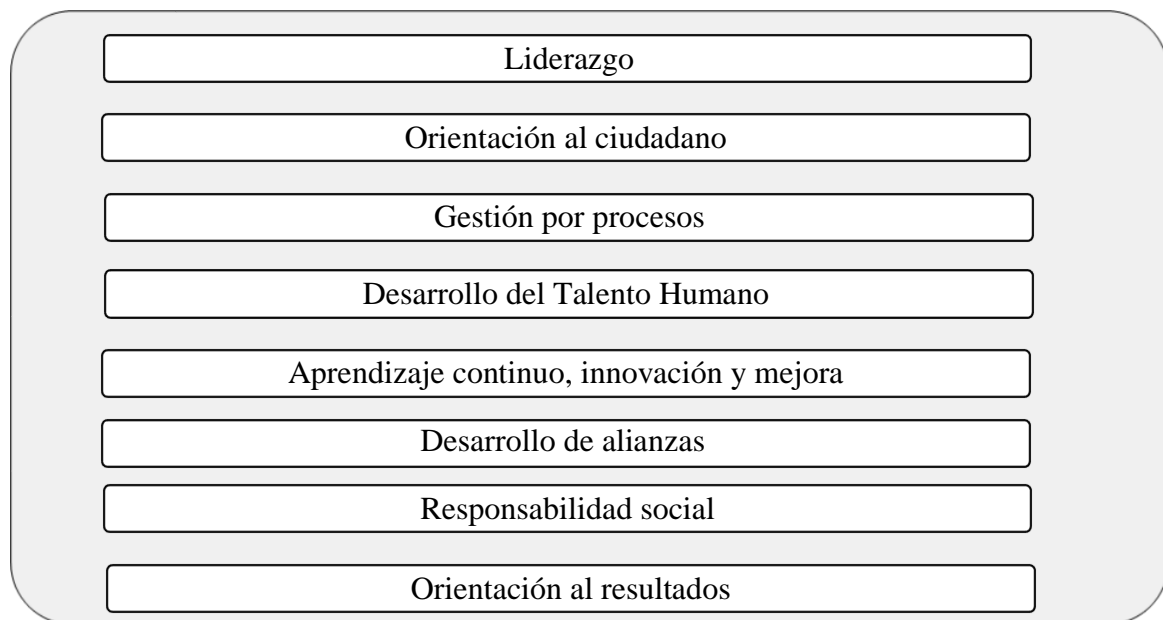 Liderazgo
Orientación al ciudadano
Gestión por procesos
Desarrollo del Talento Humano
Aprendizaje continuo, innovación y mejora
Desarrollo de alianzas
Responsabilidad social
Orientación al resultados